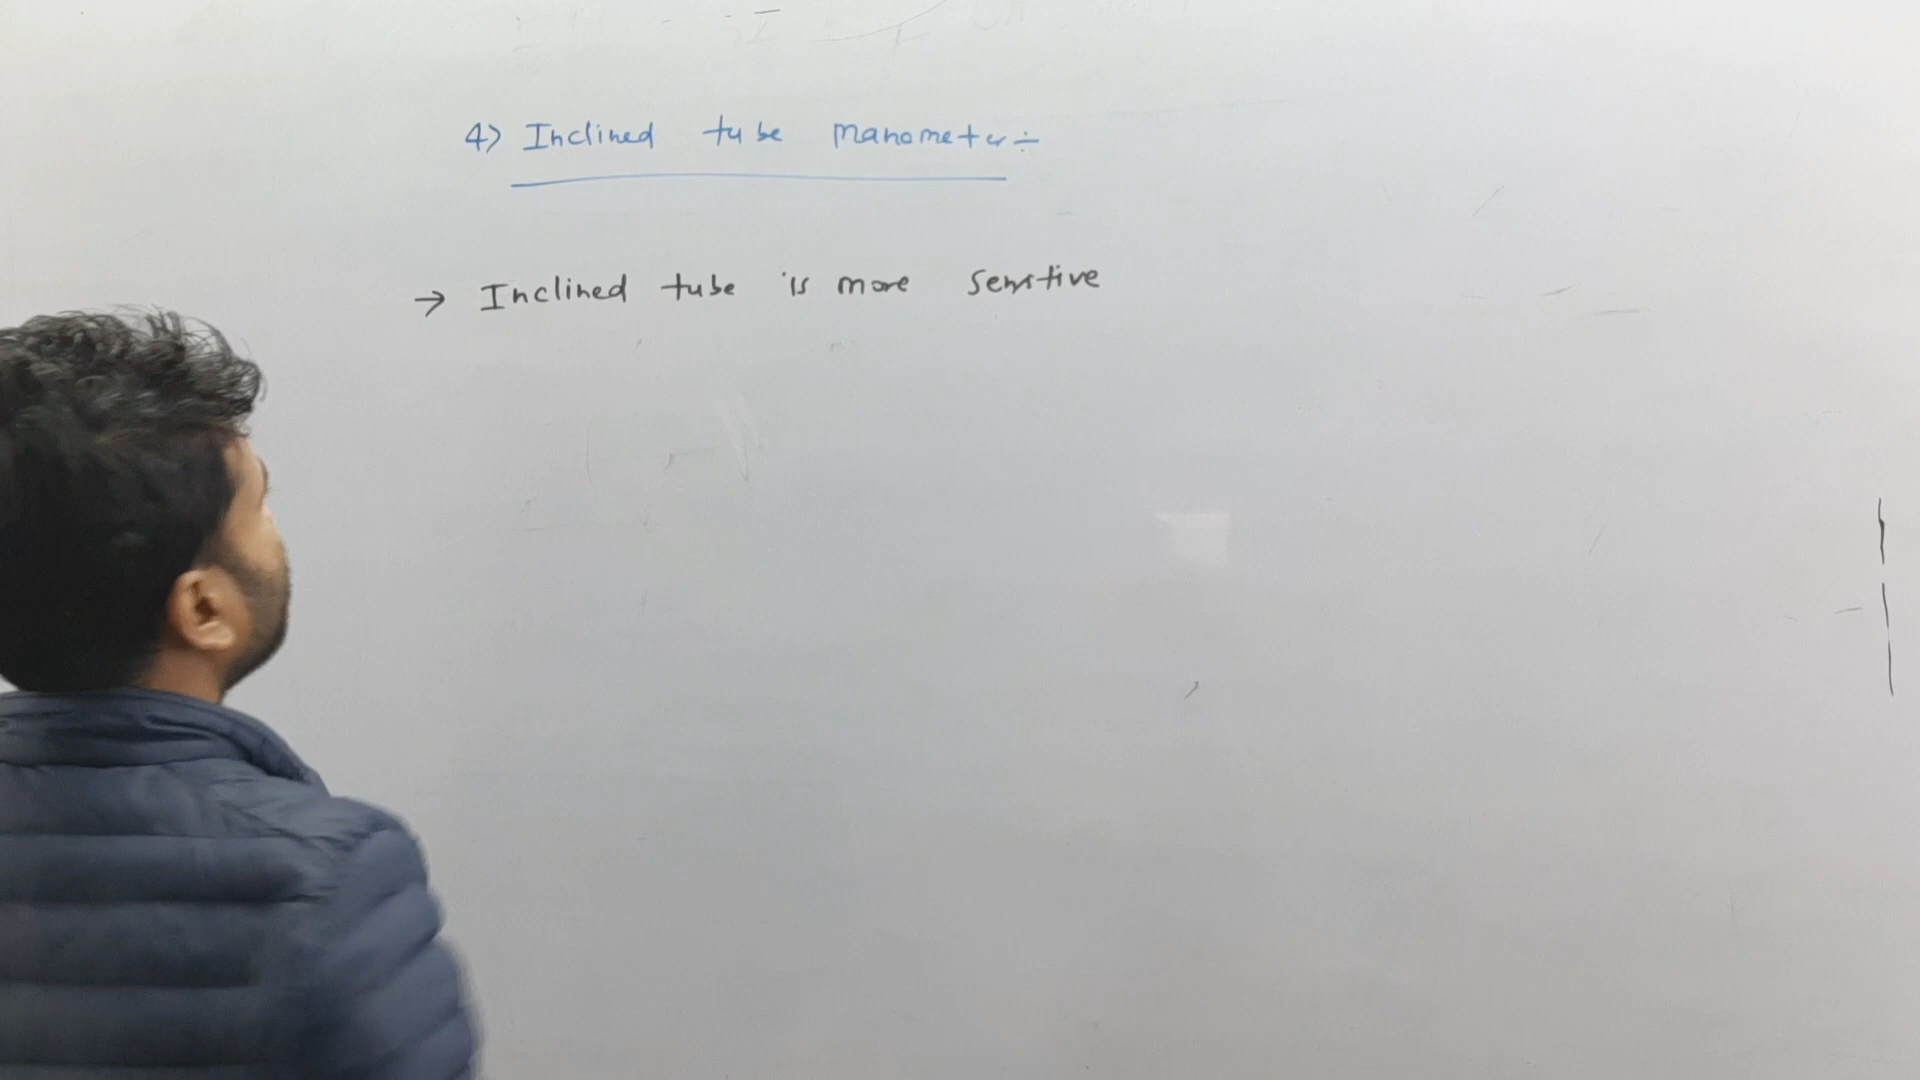 4) Inclined tube Manometer :-
→ Inclined tube is more sensitive